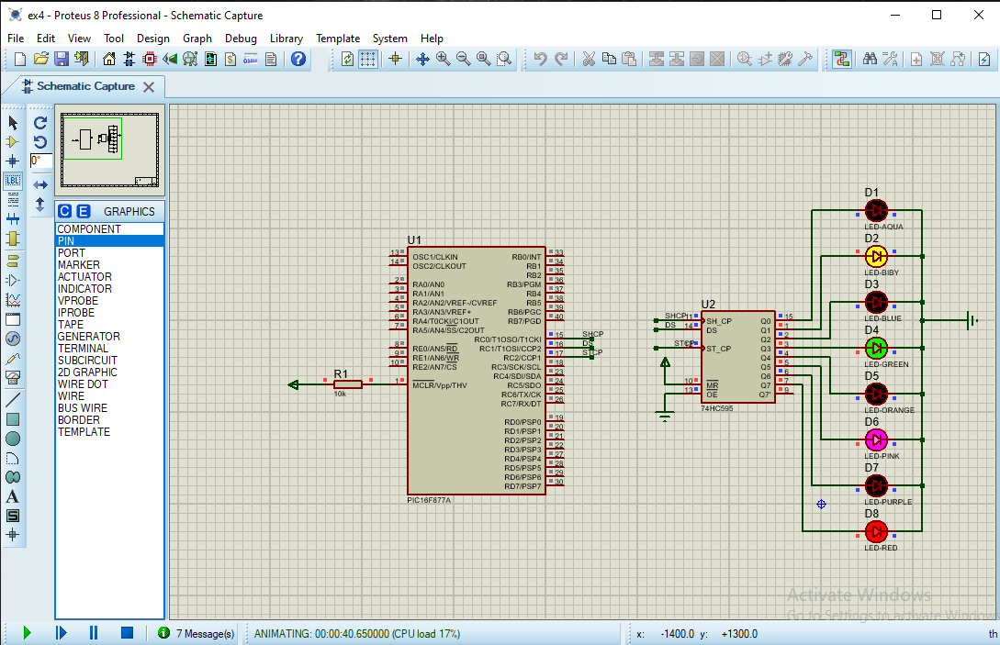 ex4 - Proteus 8 Professional - Schematic Capture
File Edit View Tool Design Graph Debug Library Template System Help
Schematic Capture
LBL
0°
C E GRAPHICS
COMPONENT
PIN
PORT
MARKER
ACTUATOR
INDICATOR
VPROBE
IPROBE
TAPE
GENERATOR
TERMINAL
SUBCIRCUIT
2D GRAPHIC
WIRE DOT
WIRE
BUS WIRE
BORDER
TEMPLATE
A
S
R1
10k
U1
13 OSC1/CLKIN
14 OSC2/CLKOUT
2 RA0/AN0
3 RA1/AN1
4 RA2/AN2/VREF-/CVREF
5 RA3/AN3/VREF+
6 RA4/T0CKI/C1OUT
7 RA5/AN4/SS/C2OUT
8 RE0/AN5/RD
9 RE1/AN6/WR
10 RE2/AN7/CS
1 MCLR/Vpp/THV
RB0/INT 33
RB1 34
RB2 35
RB3/PGM 36
RB4 37
RB5 38
RB6/PGC 39
RB7/PGD 40
RC0/T1OSO/T1CKI 15 SHCP
RC1/T1OSI/CCP2 16 DS
RC2/CCP1 17 STCP
RC3/SCK/SCL 18
RC4/SDI/SDA 23
RC5/SDO 24
RC6/TX/CK 25
RC7/RX/DT 26
RD0/PSP0 19
RD1/PSP1 20
RD2/PSP2 21
RD3/PSP3 22
RD4/PSP4 27
RD5/PSP5 28
RD6/PSP6 29
RD7/PSP7 30
PIC16F877A
U2
SHCP 11 SH_CP
DS 14 DS
STCP 12 ST_CP
10 MR
13 OE
Q0 15
Q1 1
Q2 2
Q3 3
Q4 4
Q5 5
Q6 6
Q7 7
Q7' 9
74HC595
D1
LED-AQUA
D2
LED-BIBY
D3
LED-BLUE
D4
LED-GREEN
D5
LED-ORANGE
D6
LED-PINK
D7
LED-PURPLE
D8
LED-RED
Activate Windows
Go to Settings to activate Window
7 Message(s) ANIMATING: 00:00:40.650000 (CPU load 17%) x: -1400.0 y: +1300.0 th